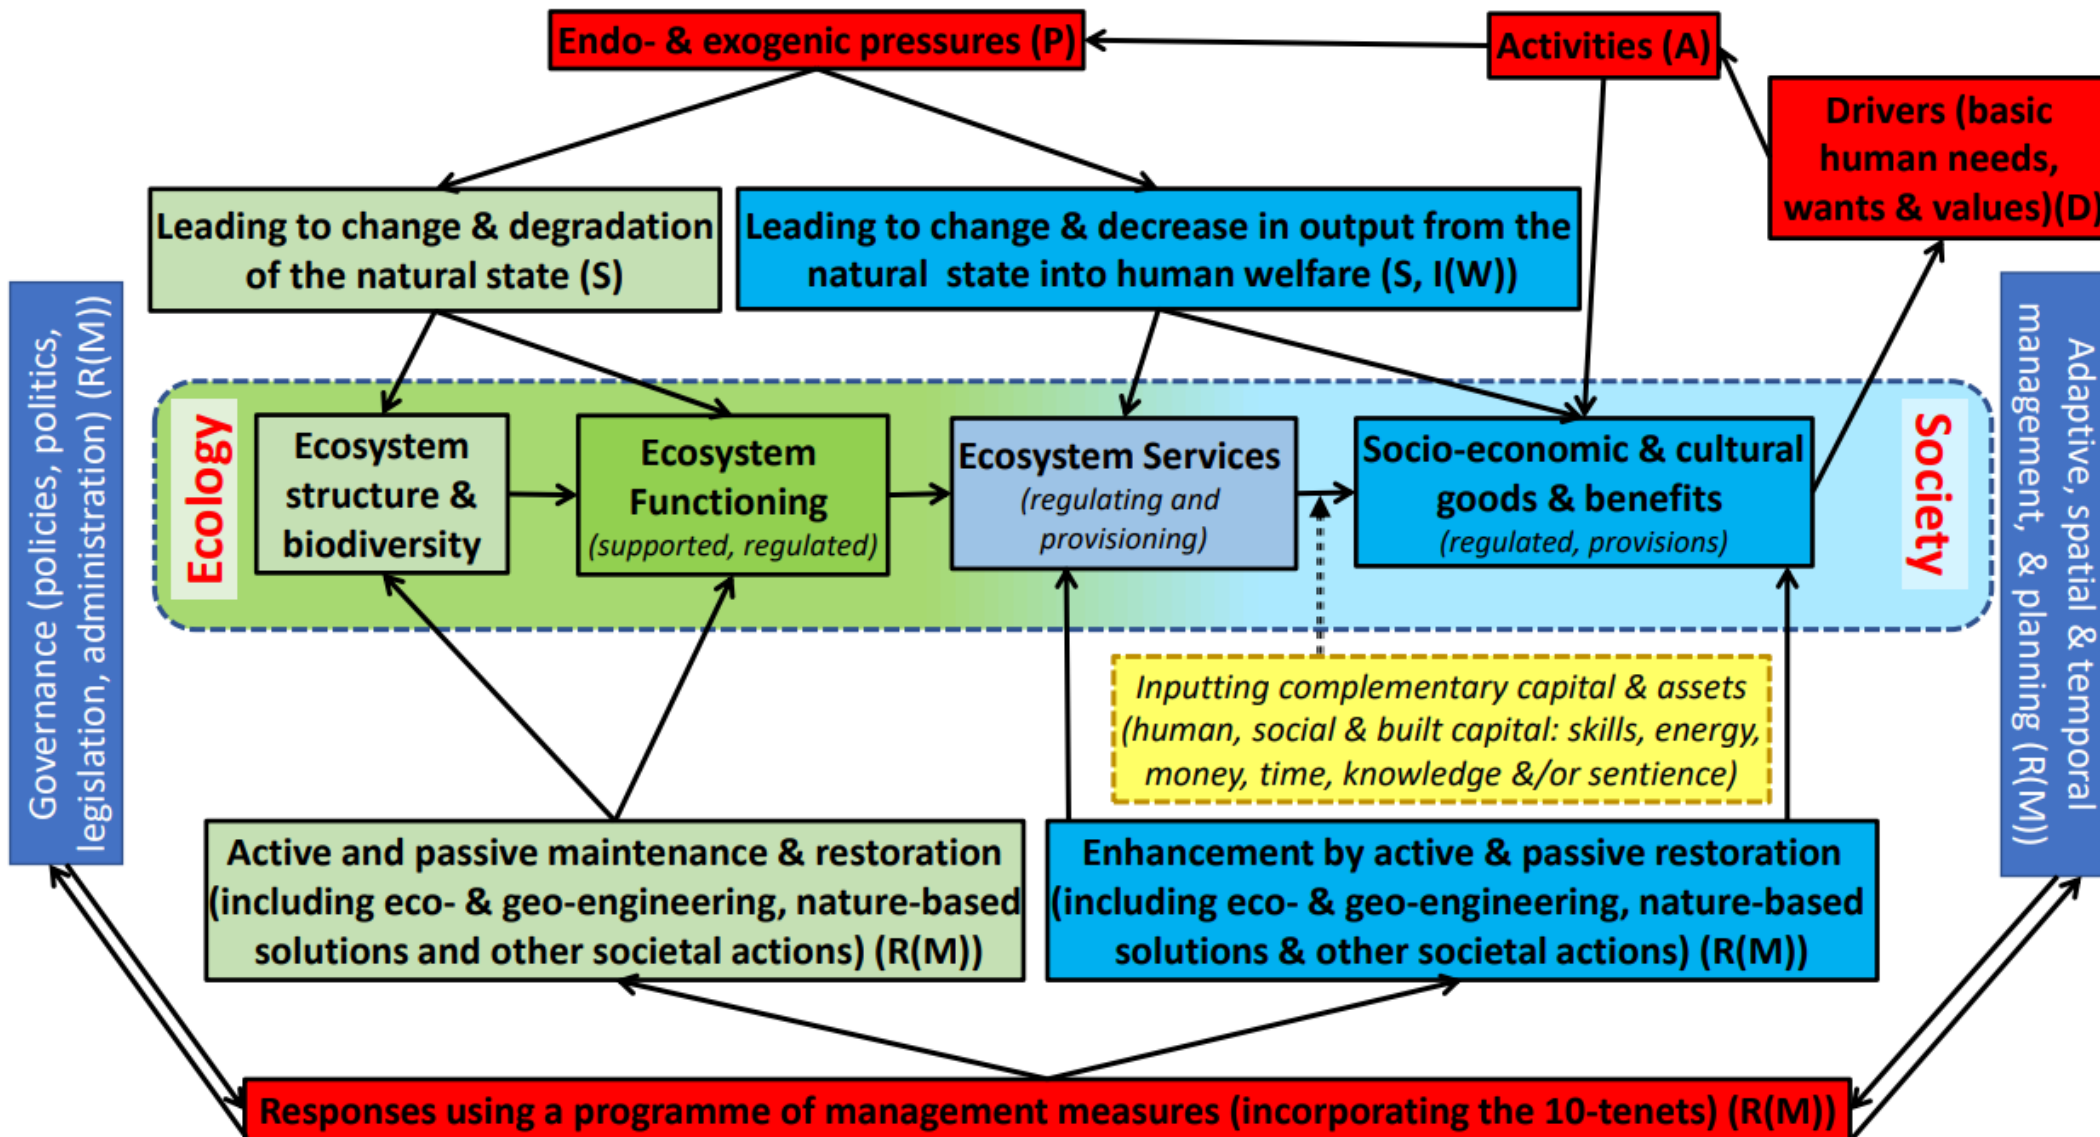 Endo- & exogenic pressures (P)
Activities (A)
Drivers (basic
human needs,
wants & values)(D)
Leading to change & degradation
of the natural state (S)
Leading to change & decrease in output from the
natural state into human welfare (S, I(W))
Governance (policies, politics,
legislation, administration) (R(M))
Adaptive, spatial & temporal
management, & planning (R(M))
Ecology
Ecosystem
structure &
biodiversity
Ecosystem
Functioning
(supported, regulated)
Ecosystem Services
(regulating and
provisioning)
Socio-economic & cultural
goods & benefits
(regulated, provisions)
Society
Inputting complementary capital & assets
(human, social & built capital: skills, energy,
money, time, knowledge &/or sentience)
Active and passive maintenance & restoration
(including eco- & geo-engineering, nature-based
solutions and other societal actions) (R(M))
Enhancement by active & passive restoration
(including eco- & geo-engineering, nature-based
solutions & other societal actions) (R(M))
Responses using a programme of management measures (incorporating the 10-tenets) (R(M))